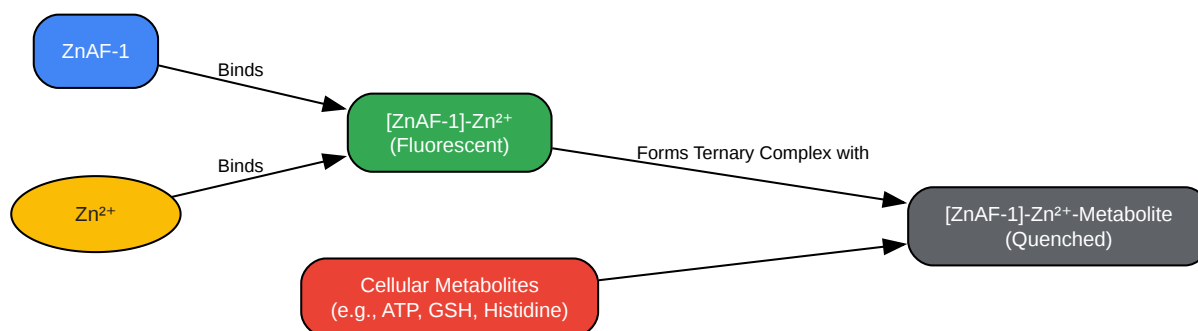 ZnAF-1
Binds
[ZnAF-1]-Zn²⁺
(Fluorescent)
Forms Ternary Complex with
Binds
Zn²⁺
[ZnAF-1]-Zn²⁺-Metabolite
(Quenched)
Cellular Metabolites
(e.g., ATP, GSH, Histidine)